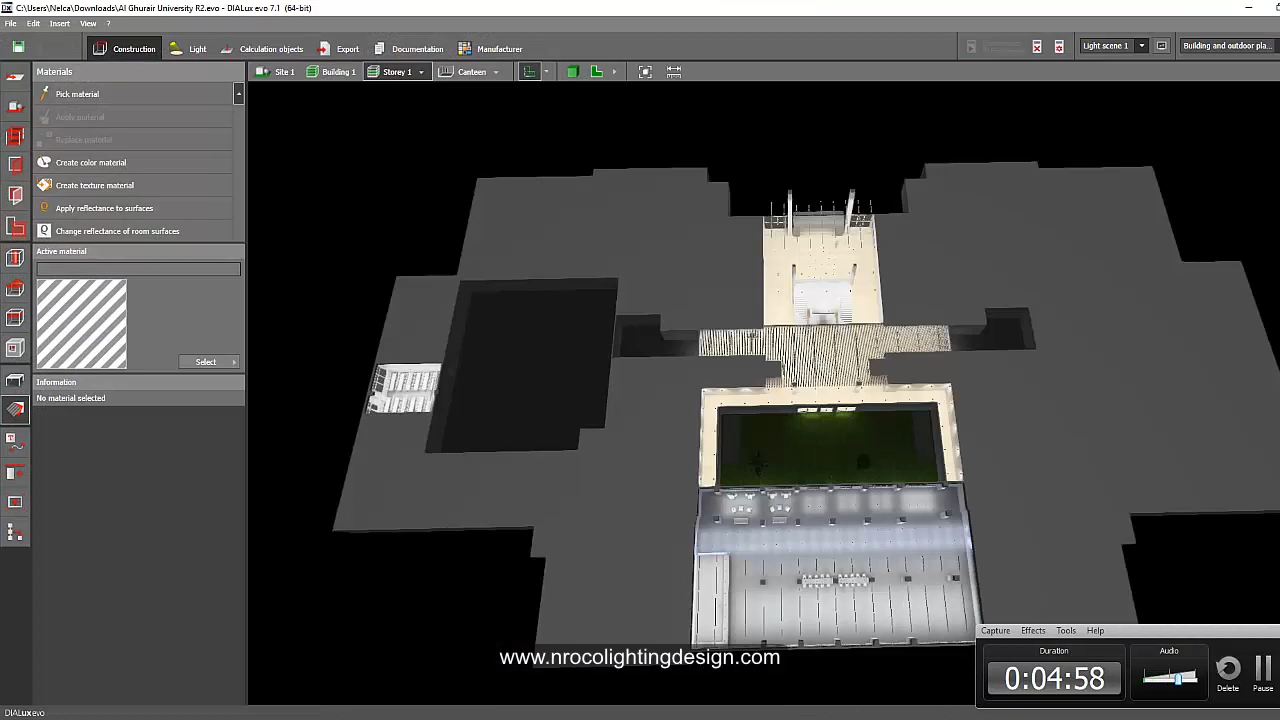 C:\Users\Nelca\Downloads\Al Ghurair University R2.evo - DIALux evo 7.1 (64-bit)
File Edit Insert View ?
Construction Light Calculation objects Export Documentation Manufacturer Light scene 1 Building and outdoor pla...
Materials Site 1 Building 1 Storey 1 Canteen
Pick material
Apply material
Replace material
Create color material
Create texture material
Apply reflectance to surfaces
Change reflectance of room surfaces
Active material
Select
Information
No material selected
Capture Effects Tools Help
Duration Audio
0:04:58
Delete Pause
www.nrocolightingdesign.com
DIALux evo